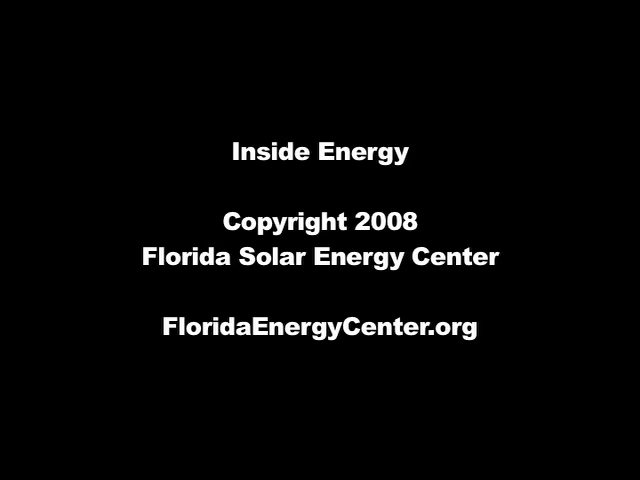 Inside Energy
Copyright 2008
Florida Solar Energy Center
FloridaEnergyCenter.org